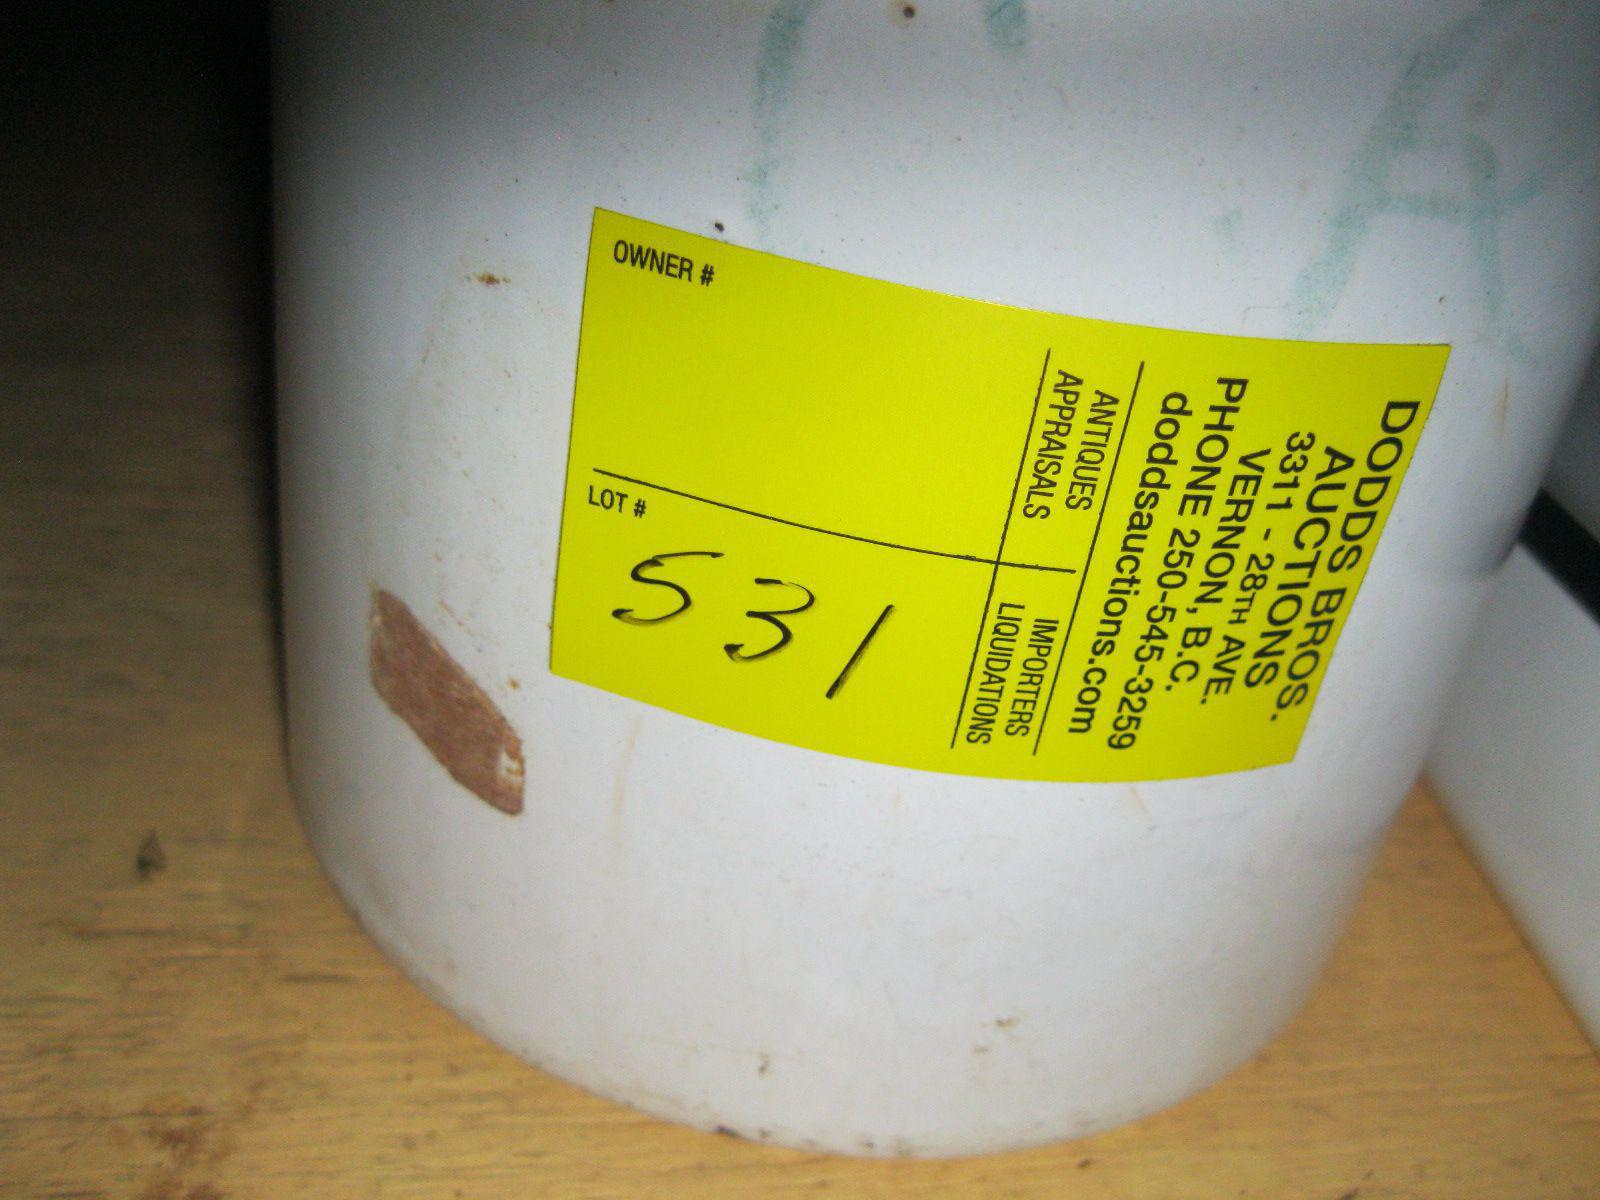 DODDS BROS.
AUCTIONS
3311 - 28TH AVE.
VERNON, B.C.
PHONE 250-545-3259
doddsauctions.com
ANTIQUES
APPRAISALS
IMPORTERS
LIQUIDATIONS
OWNER #
LOT #
531